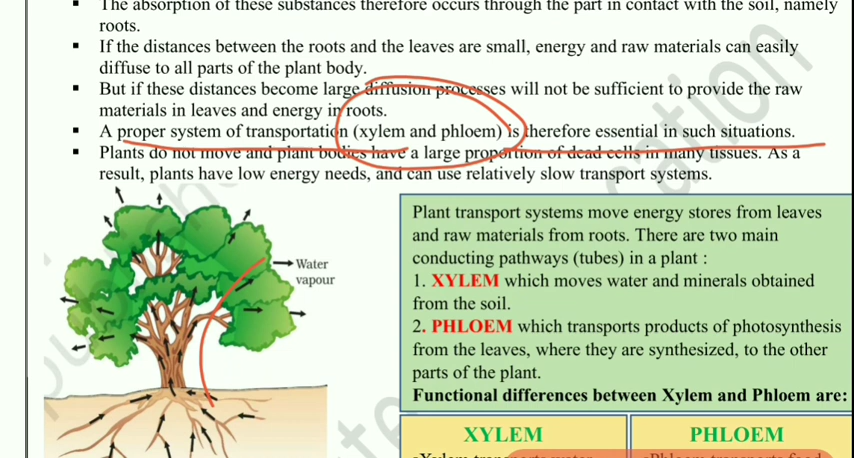 ▪ The absorption of these substances therefore occurs through the part in contact with the soil, namely
roots.
▪ If the distances between the roots and the leaves are small, energy and raw materials can easily
diffuse to all parts of the plant body.
▪ But if these distances become large diffusion processes will not be sufficient to provide the raw
materials in leaves and energy in roots.
▪ A proper system of transportation (xylem and phloem) is therefore essential in such situations.
▪ Plants do not move and plant bodies have a large proportion of dead cells in many tissues. As a
result, plants have low energy needs, and can use relatively slow transport systems.
Water
vapour
Plant transport systems move energy stores from leaves
and raw materials from roots. There are two main
conducting pathways (tubes) in a plant :
1. XYLEM which moves water and minerals obtained
from the soil.
2. PHLOEM which transports products of photosynthesis
from the leaves, where they are synthesized, to the other
parts of the plant.
Functional differences between Xylem and Phloem are:
XYLEM
PHLOEM